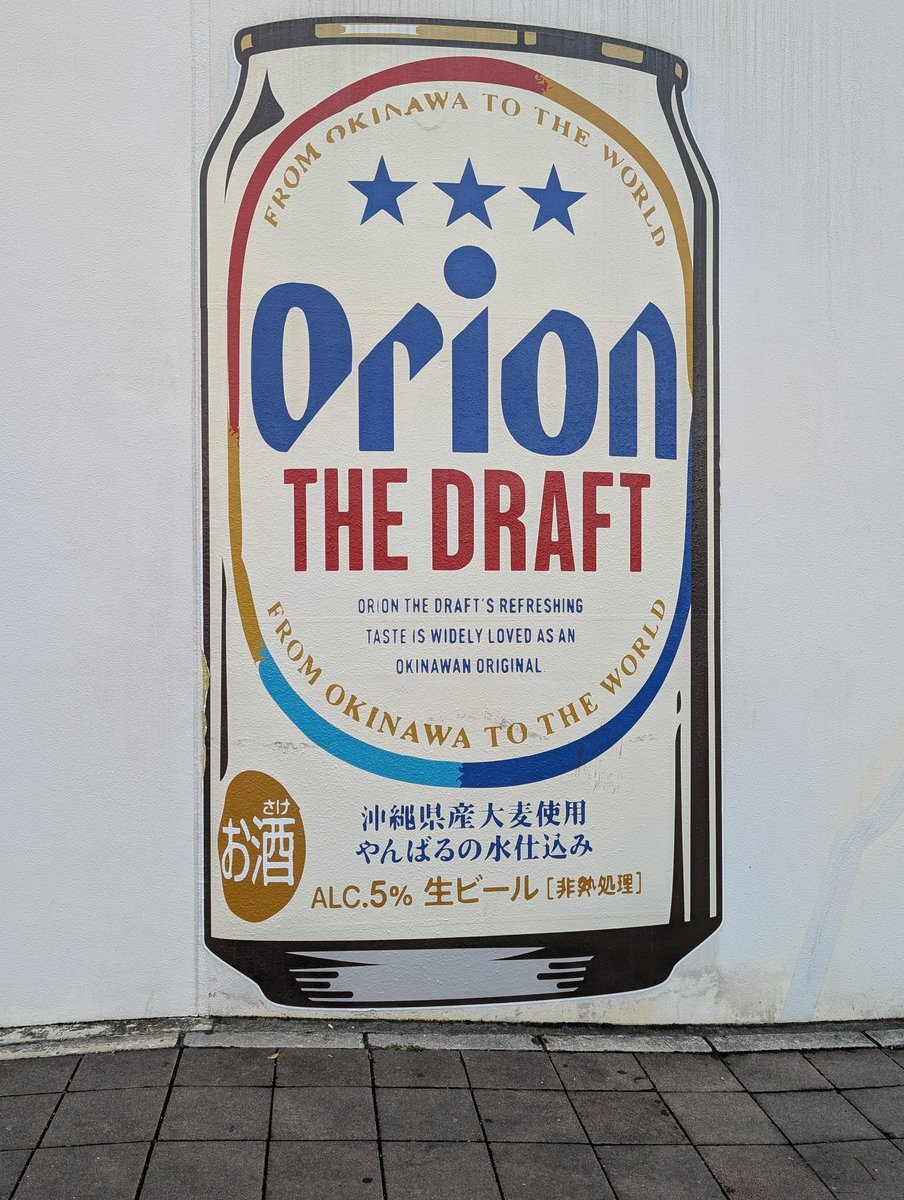 FROM OKINAWA TO THE WORLD
Orion
THE DRAFT
ORION THE DRAFT'S REFRESHING
TASTE IS WIDELY LOVED AS AN
OKINAWAN ORIGINAL
FROM OKINAWA TO THE WORLD
さけ
お酒
沖縄県産大麦使用
やんばるの水仕込み
ALC.5% 生ビール [非熱処理]